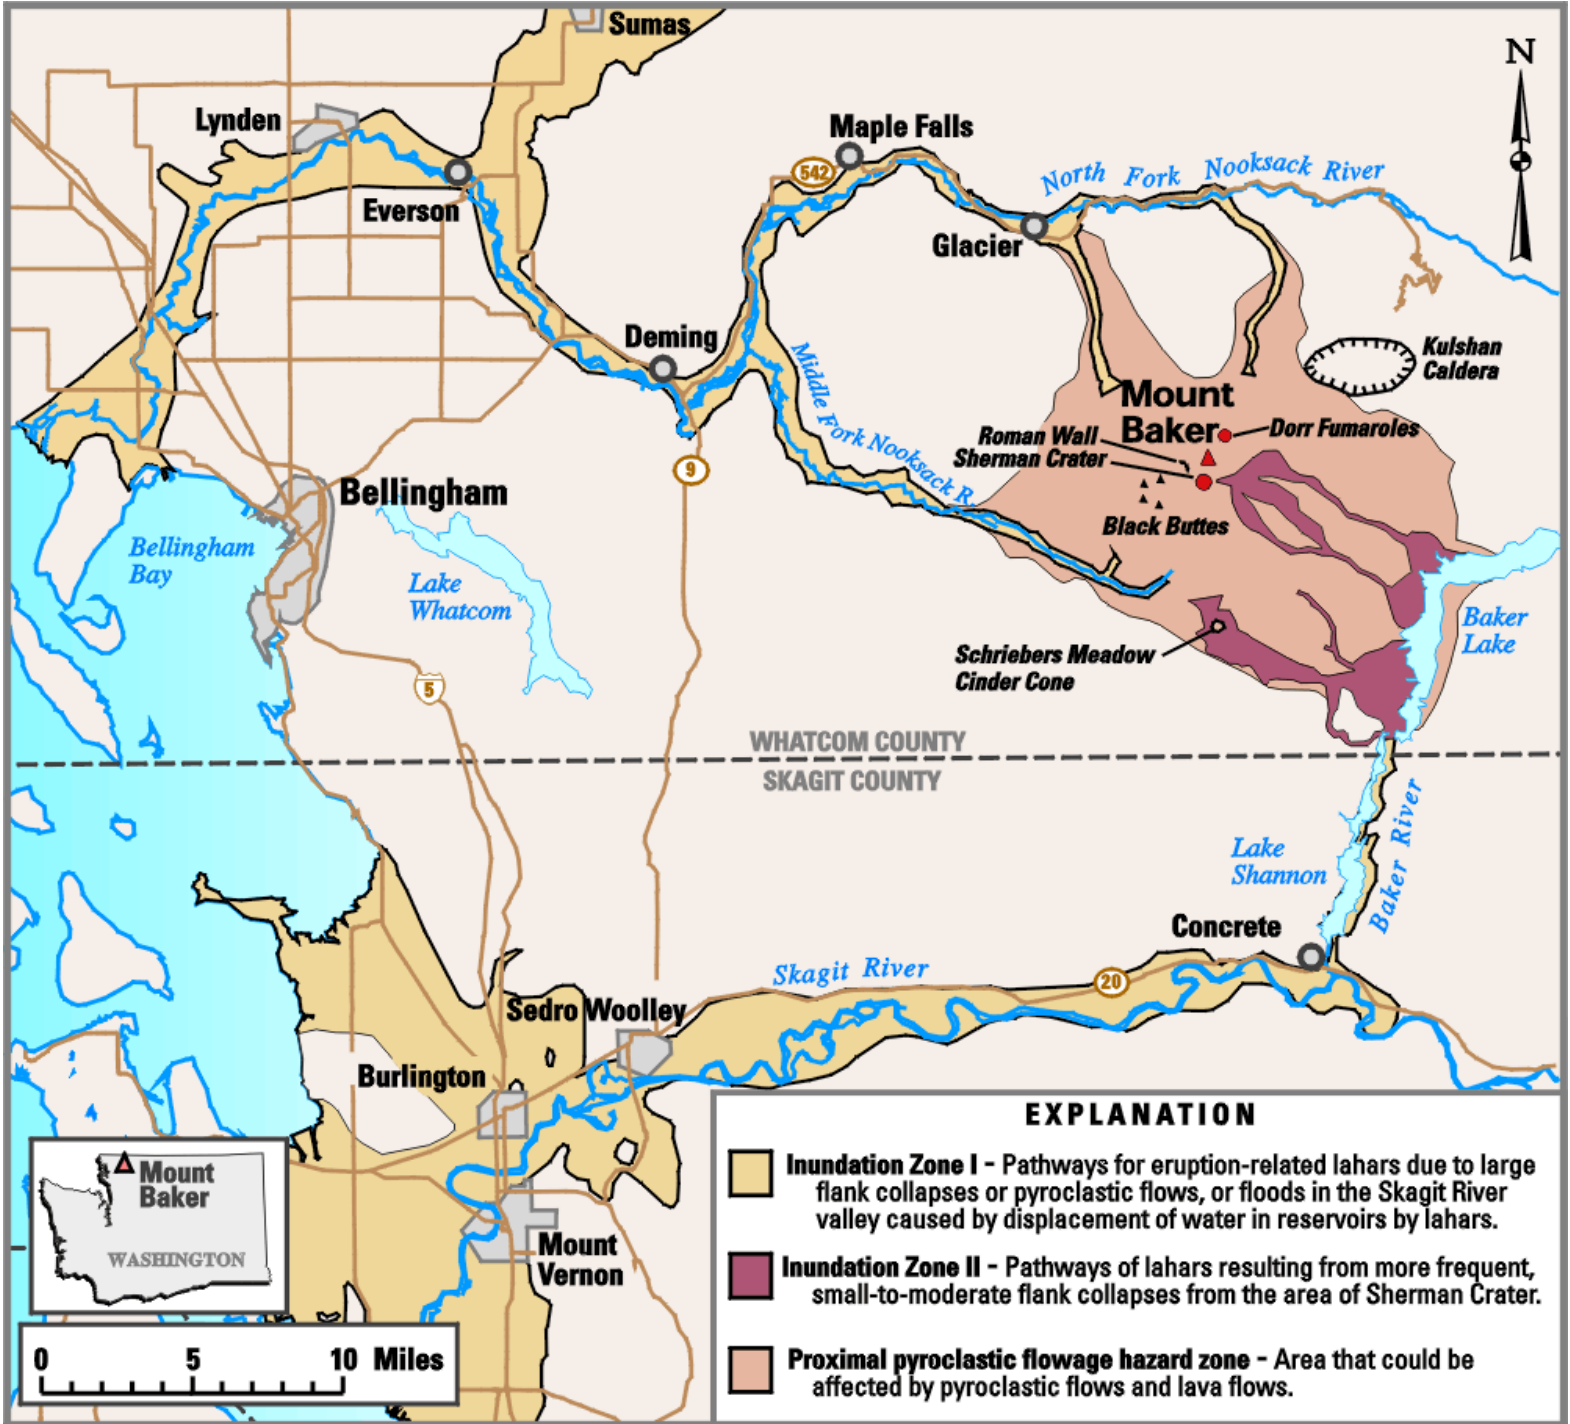 Sumas
Lynden
Everson
Maple Falls
542
North Fork Nooksack River
N
Glacier
Deming
Middle Fork Nooksack R.
Kulshan
Caldera
Mount
Baker
Roman Wall
Dorr Fumaroles
Sherman Crater
Black Buttes
9
Bellingham
Bellingham
Bay
Lake
Whatcom
5
Baker
Lake
Schriebers Meadow
Cinder Cone
WHATCOM COUNTY
SKAGIT COUNTY
Lake
Shannon
Baker River
Concrete
Skagit River
20
Sedro Woolley
Burlington
Mount
Vernon
Mount
Baker
WASHINGTON
0 5 10 Miles
EXPLANATION
Inundation Zone I - Pathways for eruption-related lahars due to large
flank collapses or pyroclastic flows, or floods in the Skagit River
valley caused by displacement of water in reservoirs by lahars.
Inundation Zone II - Pathways of lahars resulting from more frequent,
small-to-moderate flank collapses from the area of Sherman Crater.
Proximal pyroclastic flowage hazard zone - Area that could be
affected by pyroclastic flows and lava flows.